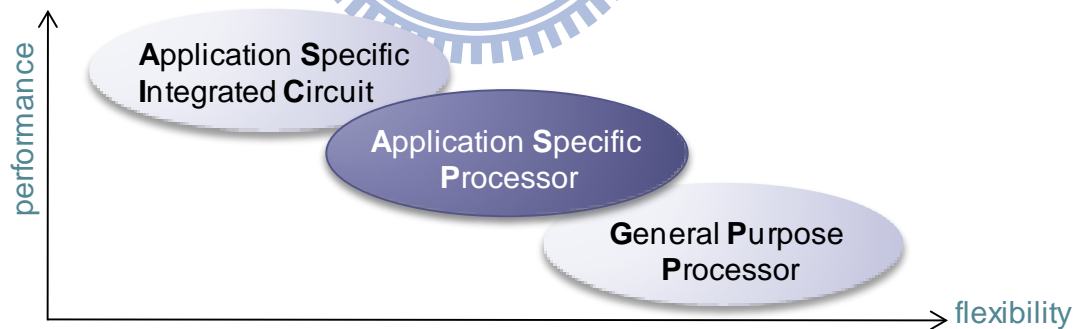 performance
Application Specific
Integrated Circuit
Application Specific
Processor
General Purpose
Processor
flexibility